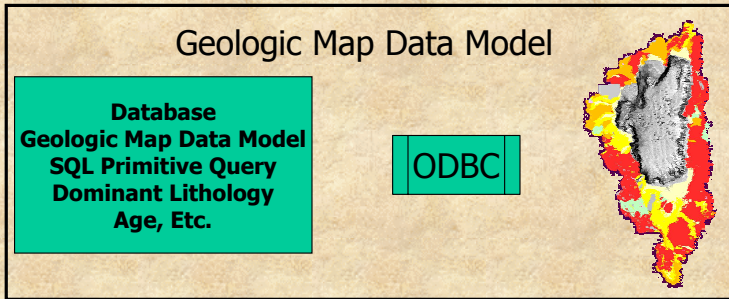 Geologic Map Data Model
Database
Geologic Map Data Model
SQL Primitive Query
Dominant Lithology
Age, Etc.
ODBC